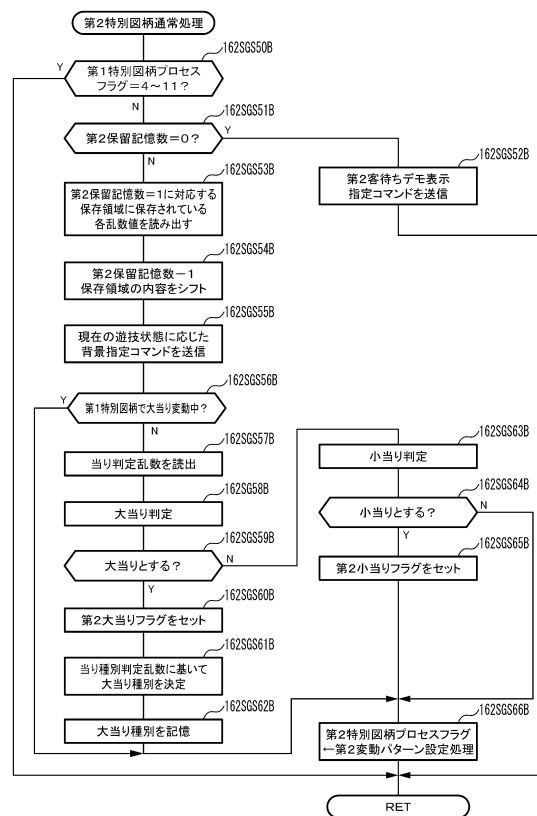 第2特別図柄通常処理
162SGS50B
第1特別図柄プロセス
フラグ=4~11?
Y
N
162SGS51B
第2保留記憶数=0?
Y
N
162SGS52B
第2客待ちデモ表示
指定コマンドを送信
162SGS53B
第2保留記憶数=1に対応する
保存領域に保存されている
各乱数値を読み出す
162SGS54B
第2保留記憶数-1
保存領域の内容をシフト
162SGS55B
現在の遊技状態に応じた
背景指定コマンドを送信
162SGS56B
第1特別図柄で大当り変動中?
Y
N
162SGS57B
当り判定乱数を読出
162SG58B
大当り判定
162SGS59B
大当りとする?
N
Y
162SGS60B
第2大当りフラグをセット
162SGS61B
当り種別判定乱数に基いて
大当り種別を決定
162SGS62B
大当り種別を記憶
162SGS63B
小当り判定
162SGS64B
小当りとする?
N
Y
162SGS65B
第2小当りフラグをセット
162SGS66B
第2特別図柄プロセスフラグ
←第2変動パターン設定処理
RET